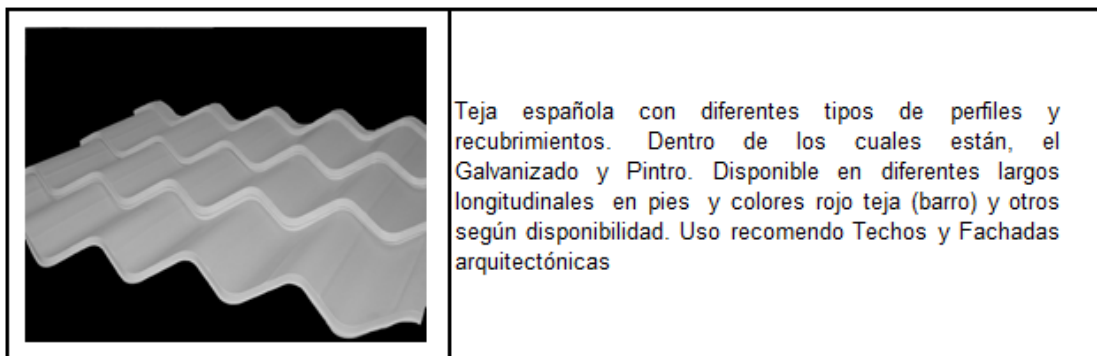 Teja española con diferentes tipos de perfiles y
recubrimientos. Dentro de los cuales están, el
Galvanizado y Pintro. Disponible en diferentes largos
longitudinales en pies y colores rojo teja (barro) y otros
según disponibilidad. Uso recomendo Techos y Fachadas
arquitectónicas